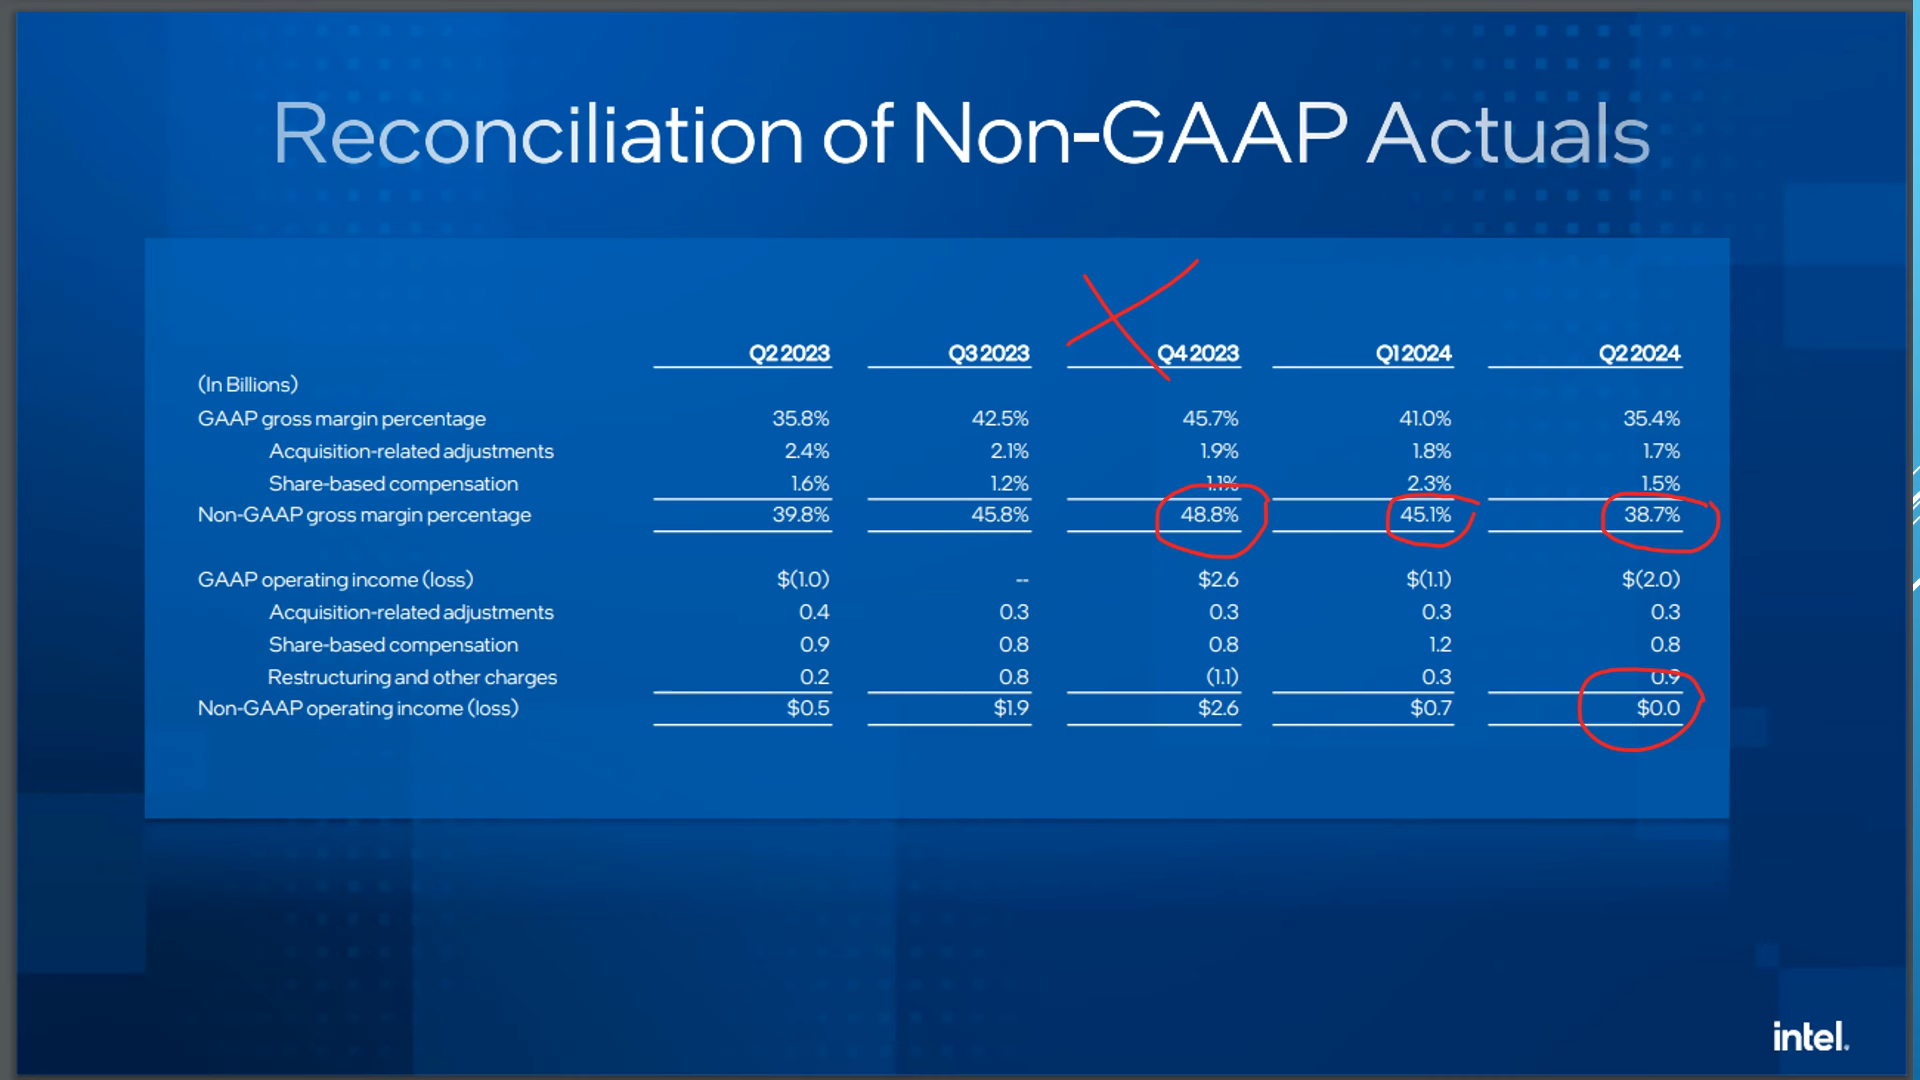 Reconciliation of Non-GAAP Actuals
Q2 2023 Q3 2023 Q4 2023 Q1 2024 Q2 2024
(In Billions)
GAAP gross margin percentage 35.8% 42.5% 45.7% 41.0% 35.4%
Acquisition-related adjustments 2.4% 2.1% 1.9% 1.8% 1.7%
Share-based compensation 1.6% 1.2% 1.1% 2.3% 1.5%
Non-GAAP gross margin percentage 39.8% 45.8% 48.8% 45.1% 38.7%
GAAP operating income (loss) $(1.0) -- $2.6 $(1.1) $(2.0)
Acquisition-related adjustments 0.4 0.3 0.3 0.3 0.3
Share-based compensation 0.9 0.8 0.8 1.2 0.8
Restructuring and other charges 0.2 0.8 (1.1) 0.3 0.9
Non-GAAP operating income (loss) $0.5 $1.9 $2.6 $0.7 $0.0
intel.